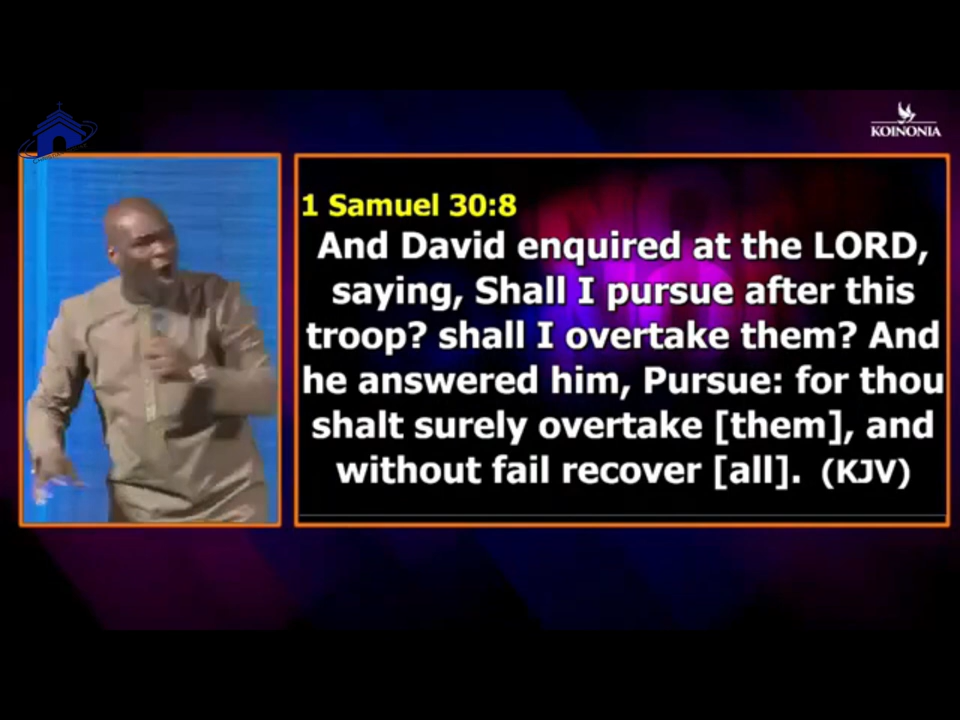 KOINONIA
1 Samuel 30:8
And David enquired at the LORD,
saying, Shall I pursue after this
troop? shall I overtake them? And
he answered him, Pursue: for thou
shalt surely overtake [them], and
without fail recover [all]. (KJV)